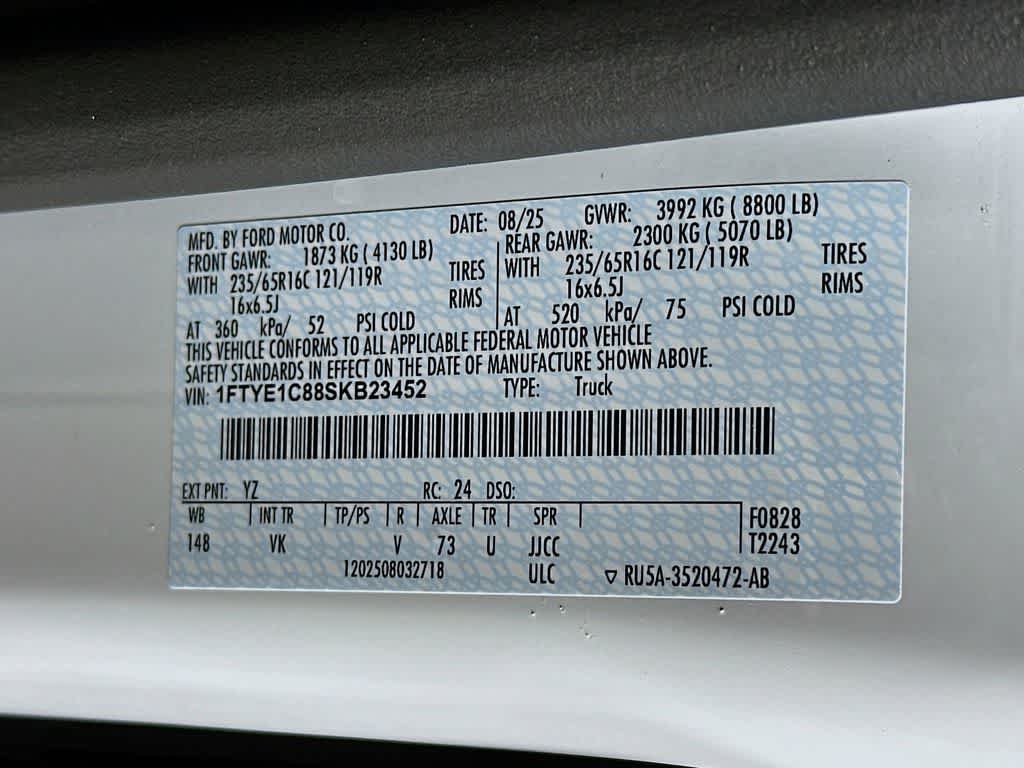 MFD. BY FORD MOTOR CO. DATE: 08/25 GVWR: 3992 KG ( 8800 LB)
FRONT GAWR: 1873 KG ( 4130 LB) REAR GAWR: 2300 KG ( 5070 LB)
WITH 235/65R16C 121/119R TIRES WITH 235/65R16C 121/119R TIRES
16x6.5J RIMS 16x6.5J RIMS
AT 360 kPa/ 52 PSI COLD AT 520 kPa/ 75 PSI COLD
THIS VEHICLE CONFORMS TO ALL APPLICABLE FEDERAL MOTOR VEHICLE
SAFETY STANDARDS IN EFFECT ON THE DATE OF MANUFACTURE SHOWN ABOVE.
VIN: 1FTYE1C88SKB23452 TYPE: Truck
EXT PNT: YZ RC: 24 DSO:
WB | INT TR | TP/PS | R | AXLE | TR | SPR | F0828
148 VK V 73 U JJCC T2243
1202508032718 ULC ▽ RU5A-3520472-AB